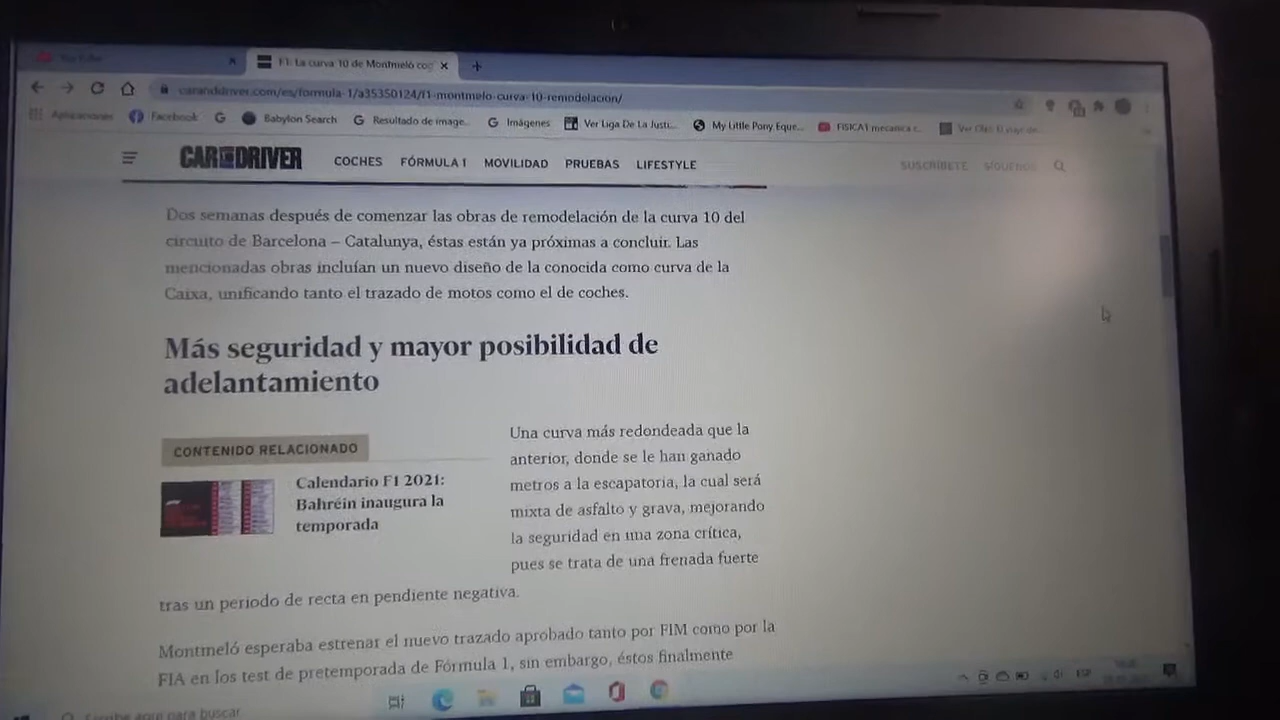 YouTube
F1: La curva 10 de Montmeló cog
caranddriver.com/es/formula-1/a35350124/f1-montmelo-curva-10-remodelacion/
Aplicaciones Facebook Babylon Search Resultado de image... Imágenes Ver Liga De La Justi... My Little Pony Eque... FISICA1 mecanica c...
CAR AND DRIVER COCHES FÓRMULA 1 MOVILIDAD PRUEBAS LIFESTYLE SUSCRÍBETE SÍGUENOS
Dos semanas después de comenzar las obras de remodelación de la curva 10 del
circuito de Barcelona – Catalunya, éstas están ya próximas a concluir. Las
mencionadas obras incluían un nuevo diseño de la conocida como curva de la
Caixa, unificando tanto el trazado de motos como el de coches.
Más seguridad y mayor posibilidad de
adelantamiento
CONTENIDO RELACIONADO
Calendario F1 2021:
Bahréin inaugura la
temporada
Una curva más redondeada que la
anterior, donde se le han ganado
metros a la escapatoria, la cual será
mixta de asfalto y grava, mejorando
la seguridad en una zona crítica,
pues se trata de una frenada fuerte
tras un periodo de recta en pendiente negativa.
Montmeló esperaba estrenar el nuevo trazado aprobado tanto por FIM como por la
FIA en los test de pretemporada de Fórmula 1, sin embargo, éstos finalmente
Escribe aquí para buscar
ESP